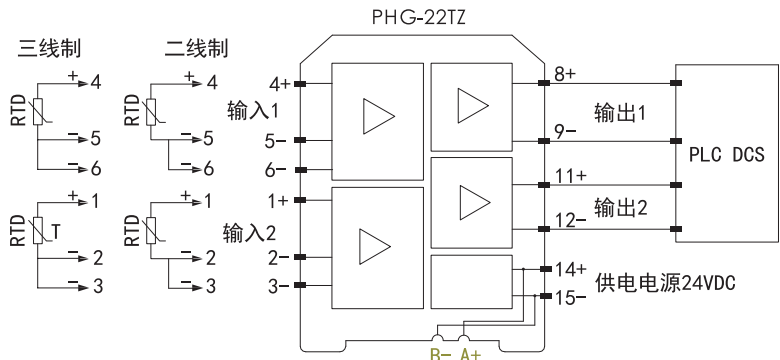 PHG-22TZ
三线制
二线制
RTD
+
4
-
5
-
6
RTD
+
4
-
5
-
6
RTD
T
+
1
-
2
-
3
RTD
+
1
-
2
-
3
输入1
4+
5-
6-
输入2
1+
2-
3-
8+
输出1
9-
11+
输出2
12-
14+
供电电源24VDC
15-
PLC DCS
B- A+